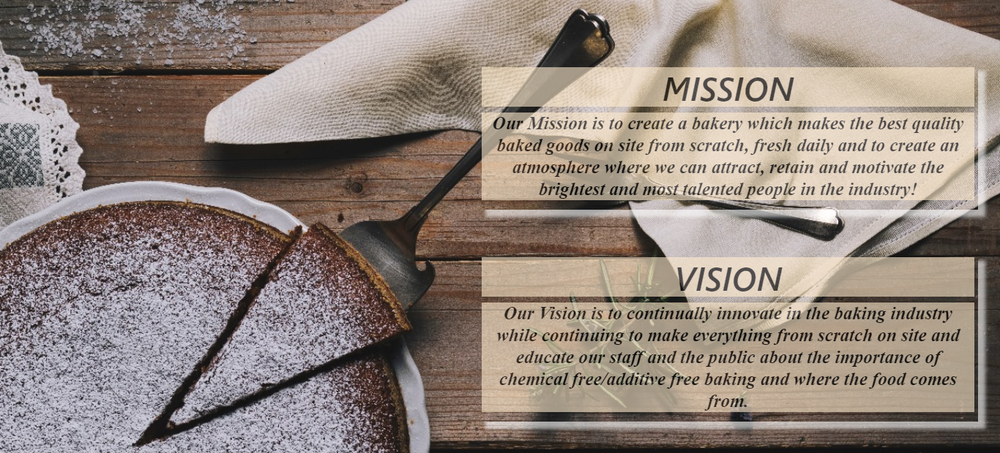 MISSION
Our Mission is to create a bakery which makes the best quality
baked goods on site from scratch, fresh daily and to create an
atmosphere where we can attract, retain and motivate the
brightest and most talented people in the industry!
VISION
Our Vision is to continually innovate in the baking industry
while continuing to make everything from scratch on site and
educate our staff and the public about the importance of
chemical free/additive free baking and where the food comes
from.